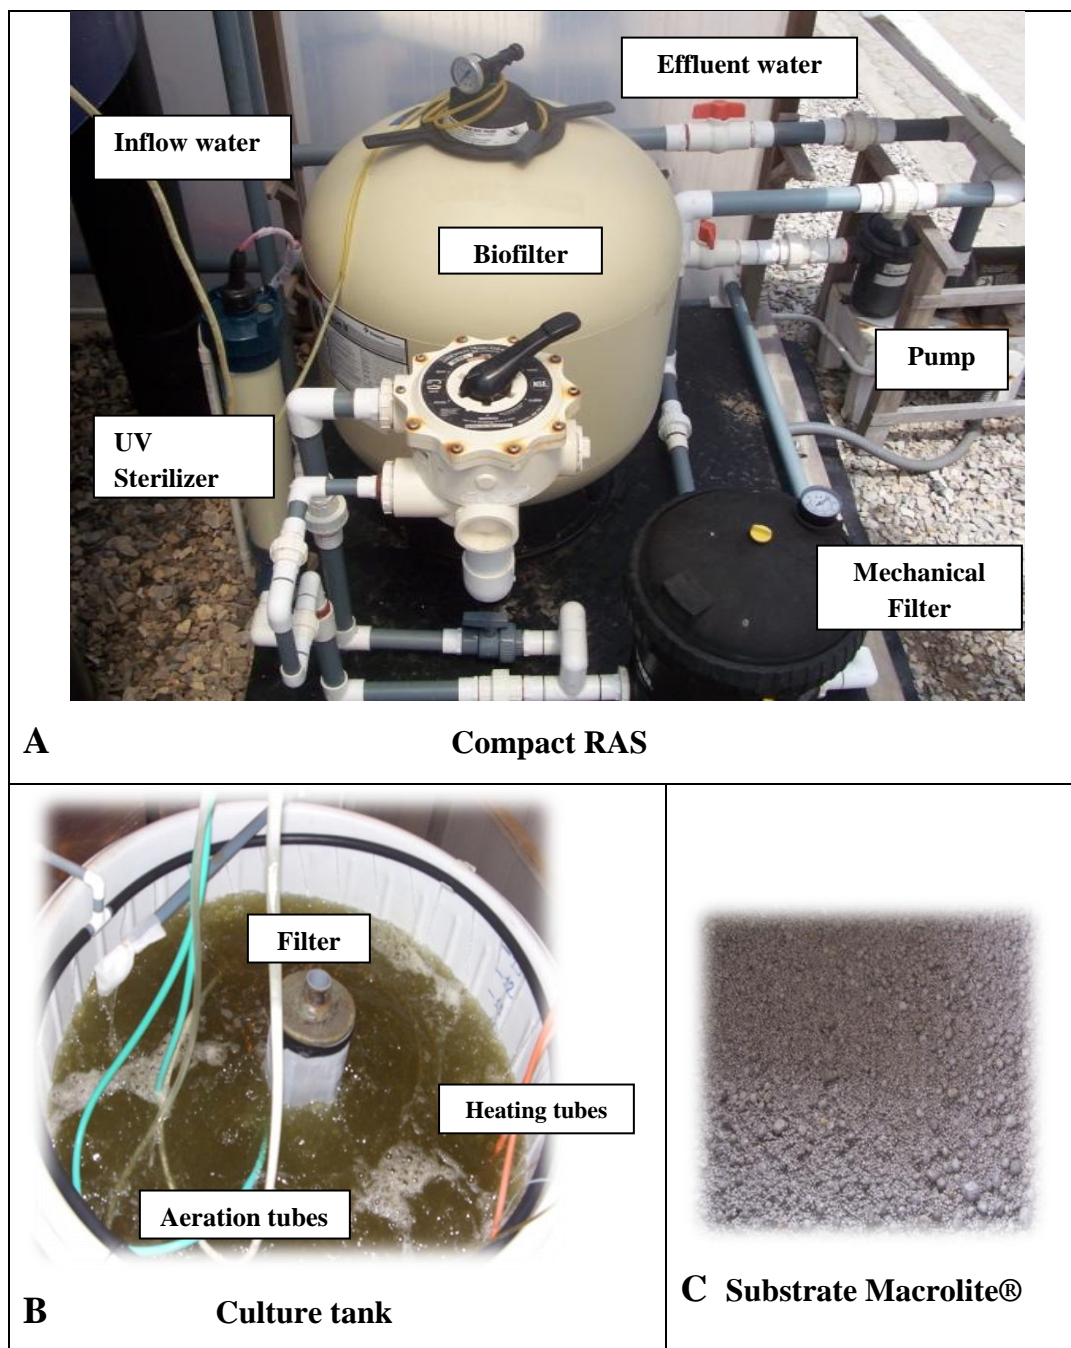 Effluent water
Inflow water
Biofilter
Pump
UV
Sterilizer
Mechanical
Filter
A
Compact RAS
Filter
Heating tubes
Aeration tubes
B
Culture tank
C
Substrate Macrolite®